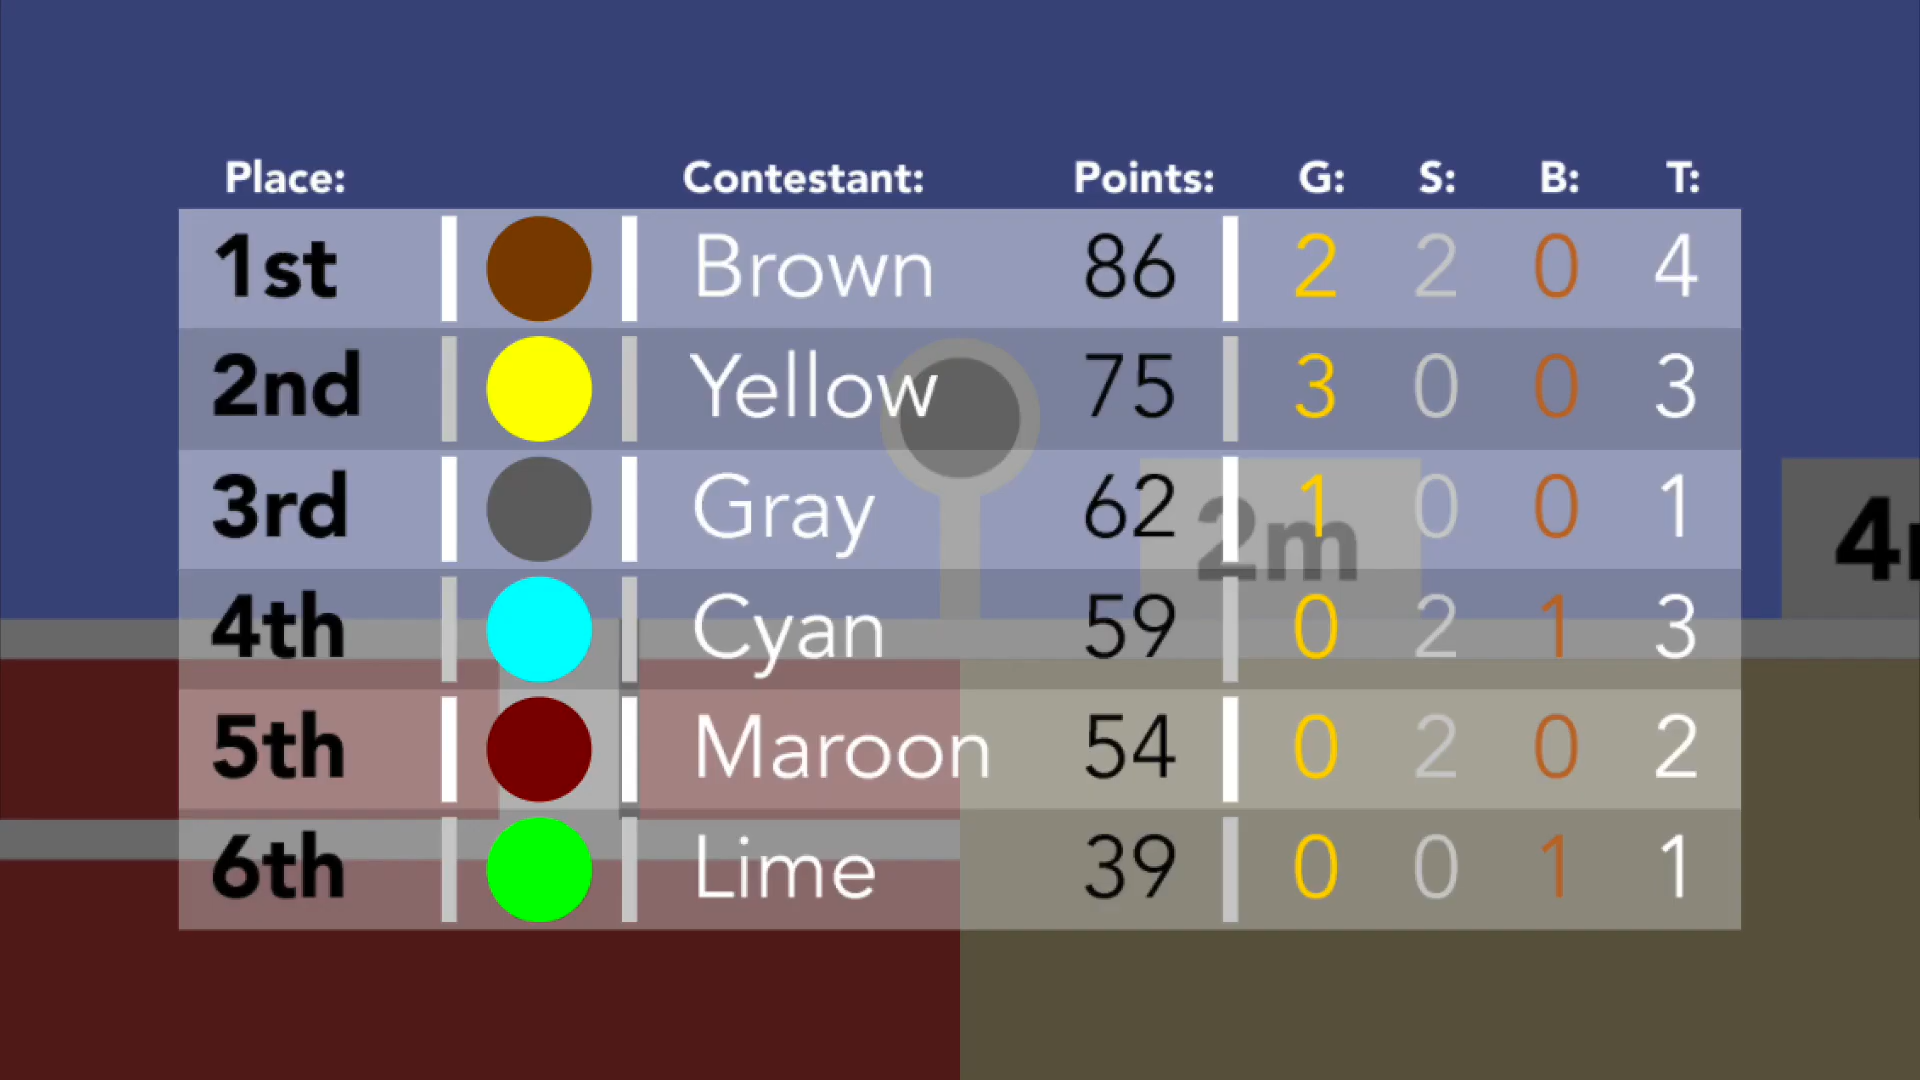 Place: Contestant: Points: G: S: B: T:
1st Brown 86 2 2 0 4
2nd Yellow 75 3 0 0 3
3rd Gray 62 1 0 0 1
2m
4th Cyan 59 0 2 1 3
5th Maroon 54 0 2 0 2
6th Lime 39 0 0 1 1